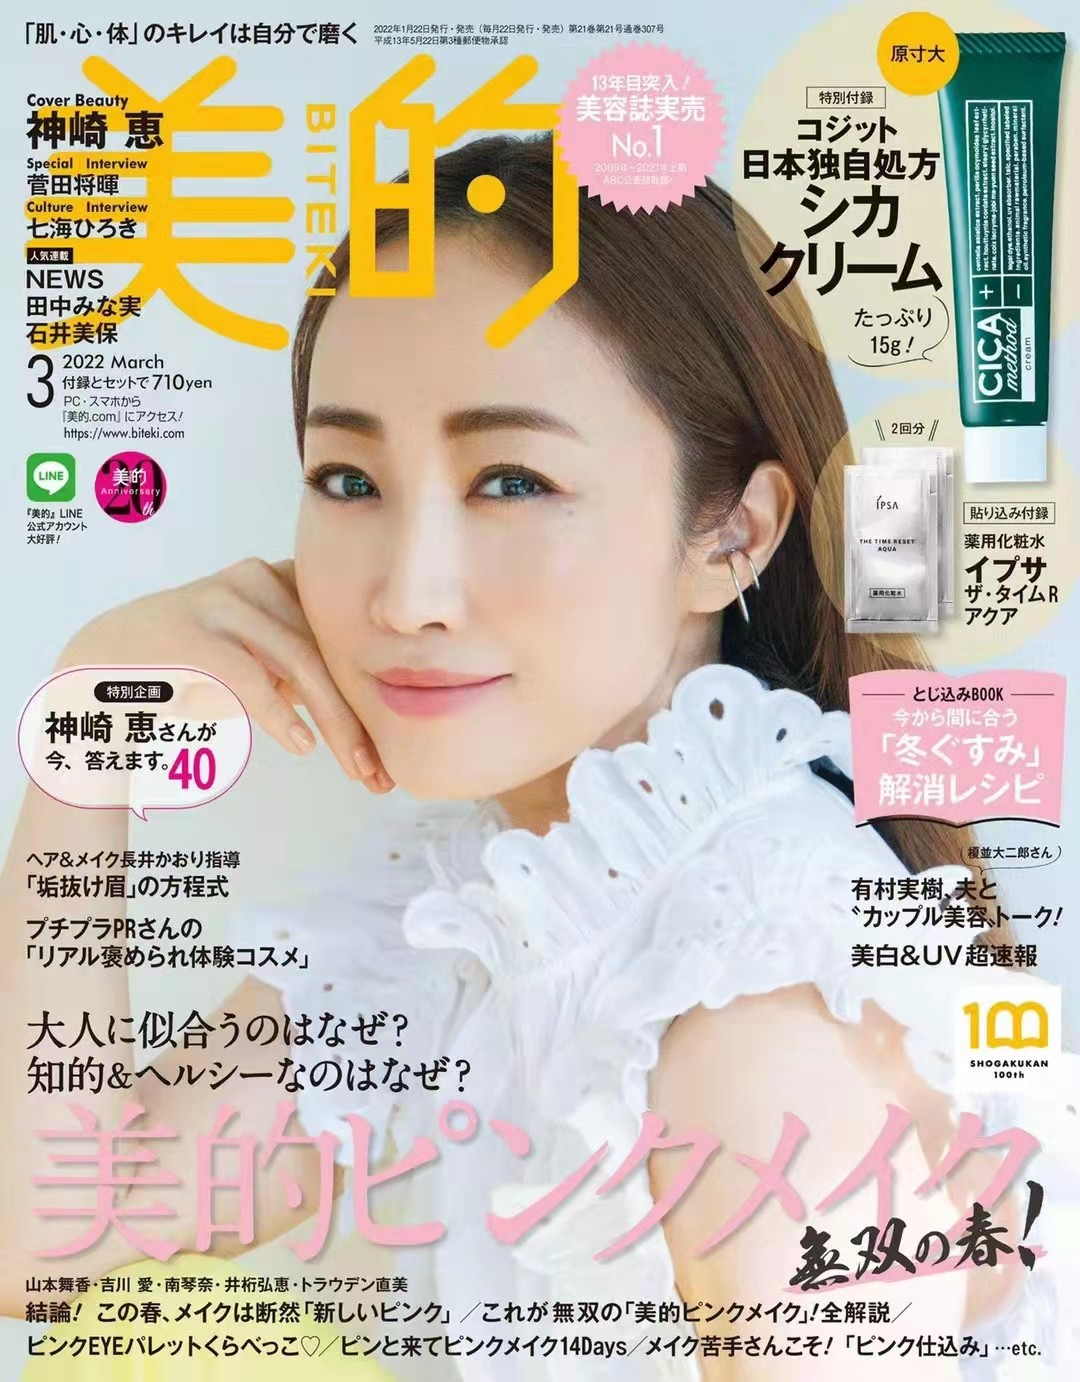 「肌・心・体」のキレイは自分で磨く
2022年1月22日発行・発売（毎月22日発行・発売）第21巻第21号通巻307号
平成13年5月22日第3種郵便物承認
美的
BITEKI
Cover Beauty
神崎 恵
Special Interview
菅田将暉
Culture Interview
七海ひろき
人気連載
NEWS
田中みな実
石井美保
3 2022 March
付録とセットで710yen
PC・スマホから
『美的.com』にアクセス！
https://www.biteki.com
LINE
『美的』LINE
公式アカウント
大好評！
美的
Anniversary
20th
13年目突入！
美容誌実売
No.1
2009年〜2021年上期
原寸大
特別付録
コジット
日本独自処方
シカ
クリーム
たっぷり
15g！
CICA
method
cream
2回分
IPSA
THE TIME RESET
AQUA
薬用化粧水
貼り込み付録
薬用化粧水
イプサ
ザ・タイムR
アクア
特別企画
神崎 恵さんが
今、答えます。40
とじ込みBOOK
今から間に合う
「冬ぐすみ」
解消レシピ
ヘア&メイク長井かおり指導
「垢抜け眉」の方程式
プチプラPRさんの
「リアル褒められ体験コスメ」
榎並大二郎さん
有村実樹、夫と
〝カップル美容〟トーク！
美白&UV超速報
100
SHOGAKUKAN
100th
大人に似合うのはなぜ？
知的&ヘルシーなのはなぜ？
美的ピンクメイク
無双の春！
山本舞香・吉川 愛・南琴奈・井桁弘恵・トラウデン直美
結論！ この春、メイクは断然「新しいピンク」／これが無双の「美的ピンクメイク」！全解説／
ピンクEYEパレットくらべっこ♡／ピンと来てピンクメイク14Days／メイク苦手さんこそ！「ピンク仕込み」…etc.